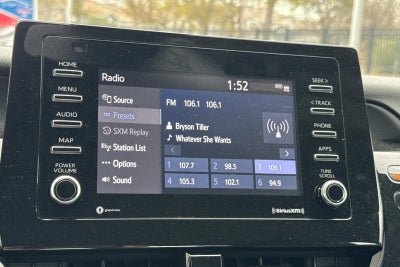 HOME
MENU
AUDIO
MAP
POWER
VOLUME
Radio
1:52
Source
Presets
SXM Replay
Station List
Options
Sound
FM 106.1 106.1
Bryson Tiller
Whatever She Wants
1 107.7
2 98.5
3 106.1
4 105.3
5 102.1
6 94.9
SEEK >
< TRACK
PHONE
APPS
TUNE
SCROLL
SiriusXM